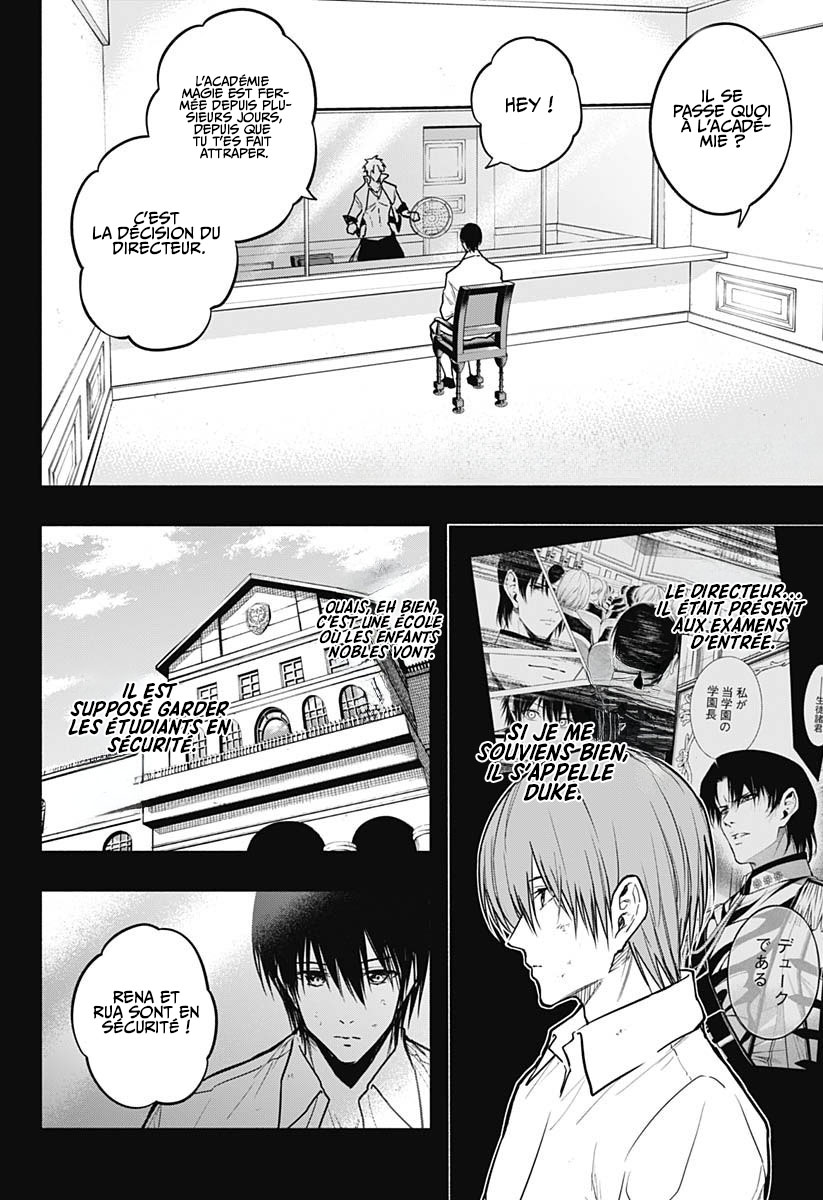 IL SE
PASSE QUOI
À L'ACADÉ-
MIE ?
HEY !
L'ACADÉMIE
MAGIE EST FER-
MÉE DEPUIS PLU-
SIEURS JOURS,
DEPUIS QUE
TU T'ES FAIT
ATTRAPER.
C'EST
LA DÉCISION DU
DIRECTEUR.
LE DIRECTEUR...
IL ÉTAIT PRÉSENT
AUX EXAMENS
D'ENTRÉE.
生徒諸君
私が
当学園の
学園長
SI JE ME
SOUVIENS BIEN,
IL S'APPELLE
DUKE.
デューク
である
OUAIS, EH BIEN,
C'EST UNE ÉCOLE
OÙ LES ENFANTS
NOBLES VONT.
IL EST
SUPPOSÉ GARDER
LES ÉTUDIANTS EN
SÉCURITÉ.
RENA ET
RUA SONT EN
SÉCURITÉ !